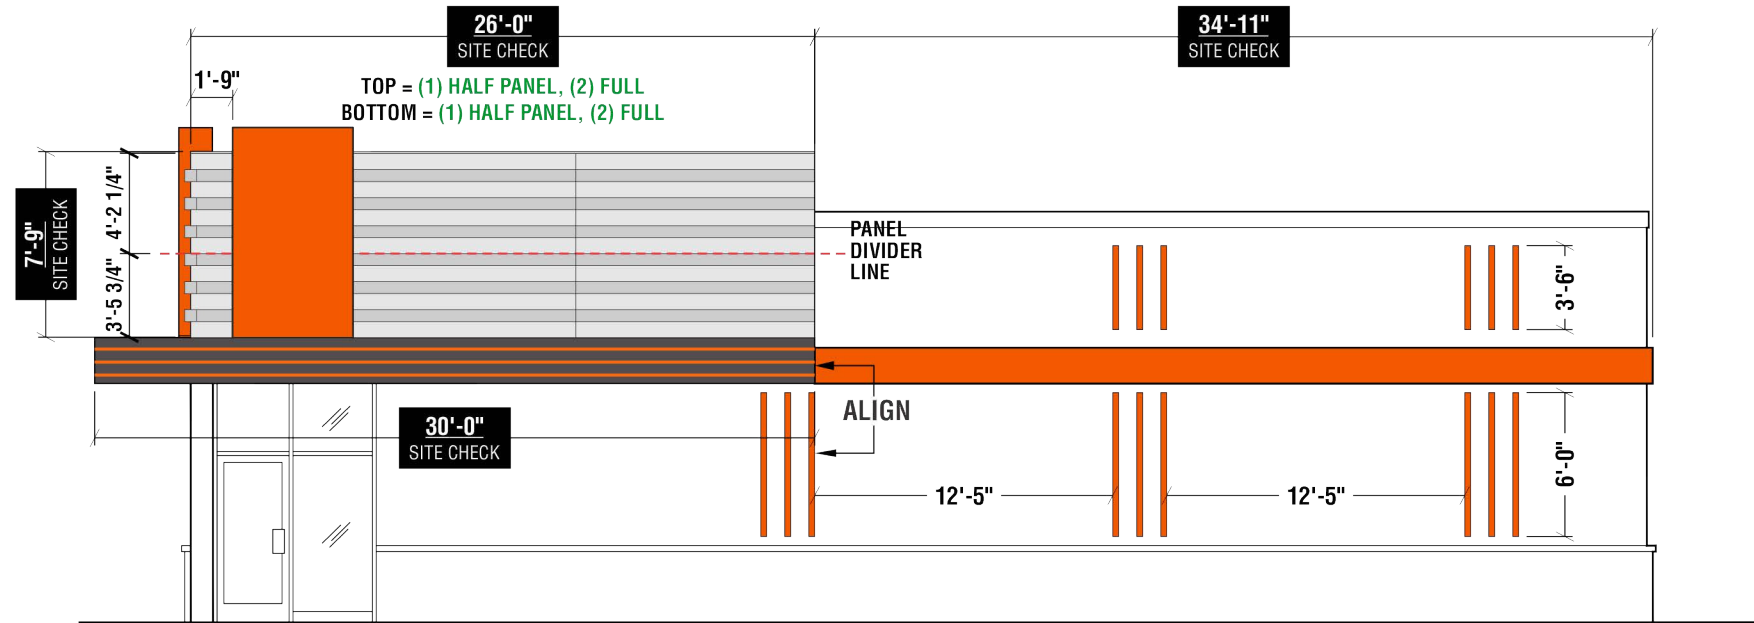 26'-0"
SITE CHECK
34'-11"
SITE CHECK
1'-9"
TOP = (1) HALF PANEL, (2) FULL
BOTTOM = (1) HALF PANEL, (2) FULL
7'-9"
SITE CHECK
4'-2 1/4"
3'-5 3/4"
PANEL
DIVIDER
LINE
3'-6"
ALIGN
30'-0"
SITE CHECK
6'-0"
12'-5"
12'-5"